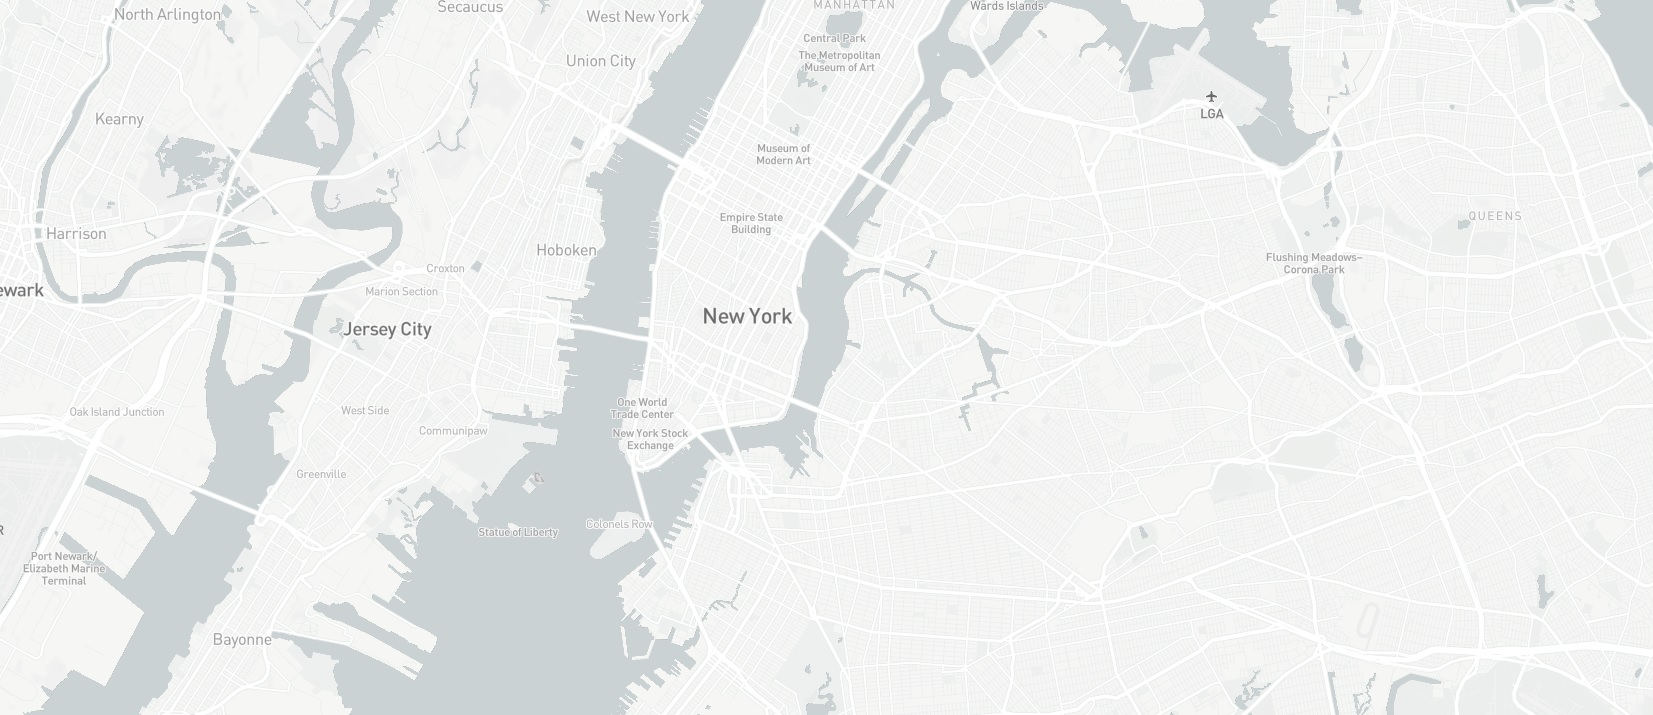 North Arlington
Secaucus
West New York
MANHATTAN
Wards Islands
Central Park
The Metropolitan
Museum of Art
Union City
LGA
Kearny
Museum of
Modern Art
Empire State
Building
QUEENS
Harrison
Hoboken
Flushing Meadows–
Corona Park
Croxton
Marion Section
ewark
New York
Jersey City
One World
Trade Center
Oak Island Junction
West Side
Communipaw
New York Stock
Exchange
Greenville
Colonels Row
Statue of Liberty
R
Port Newark/
Elizabeth Marine
Terminal
Bayonne